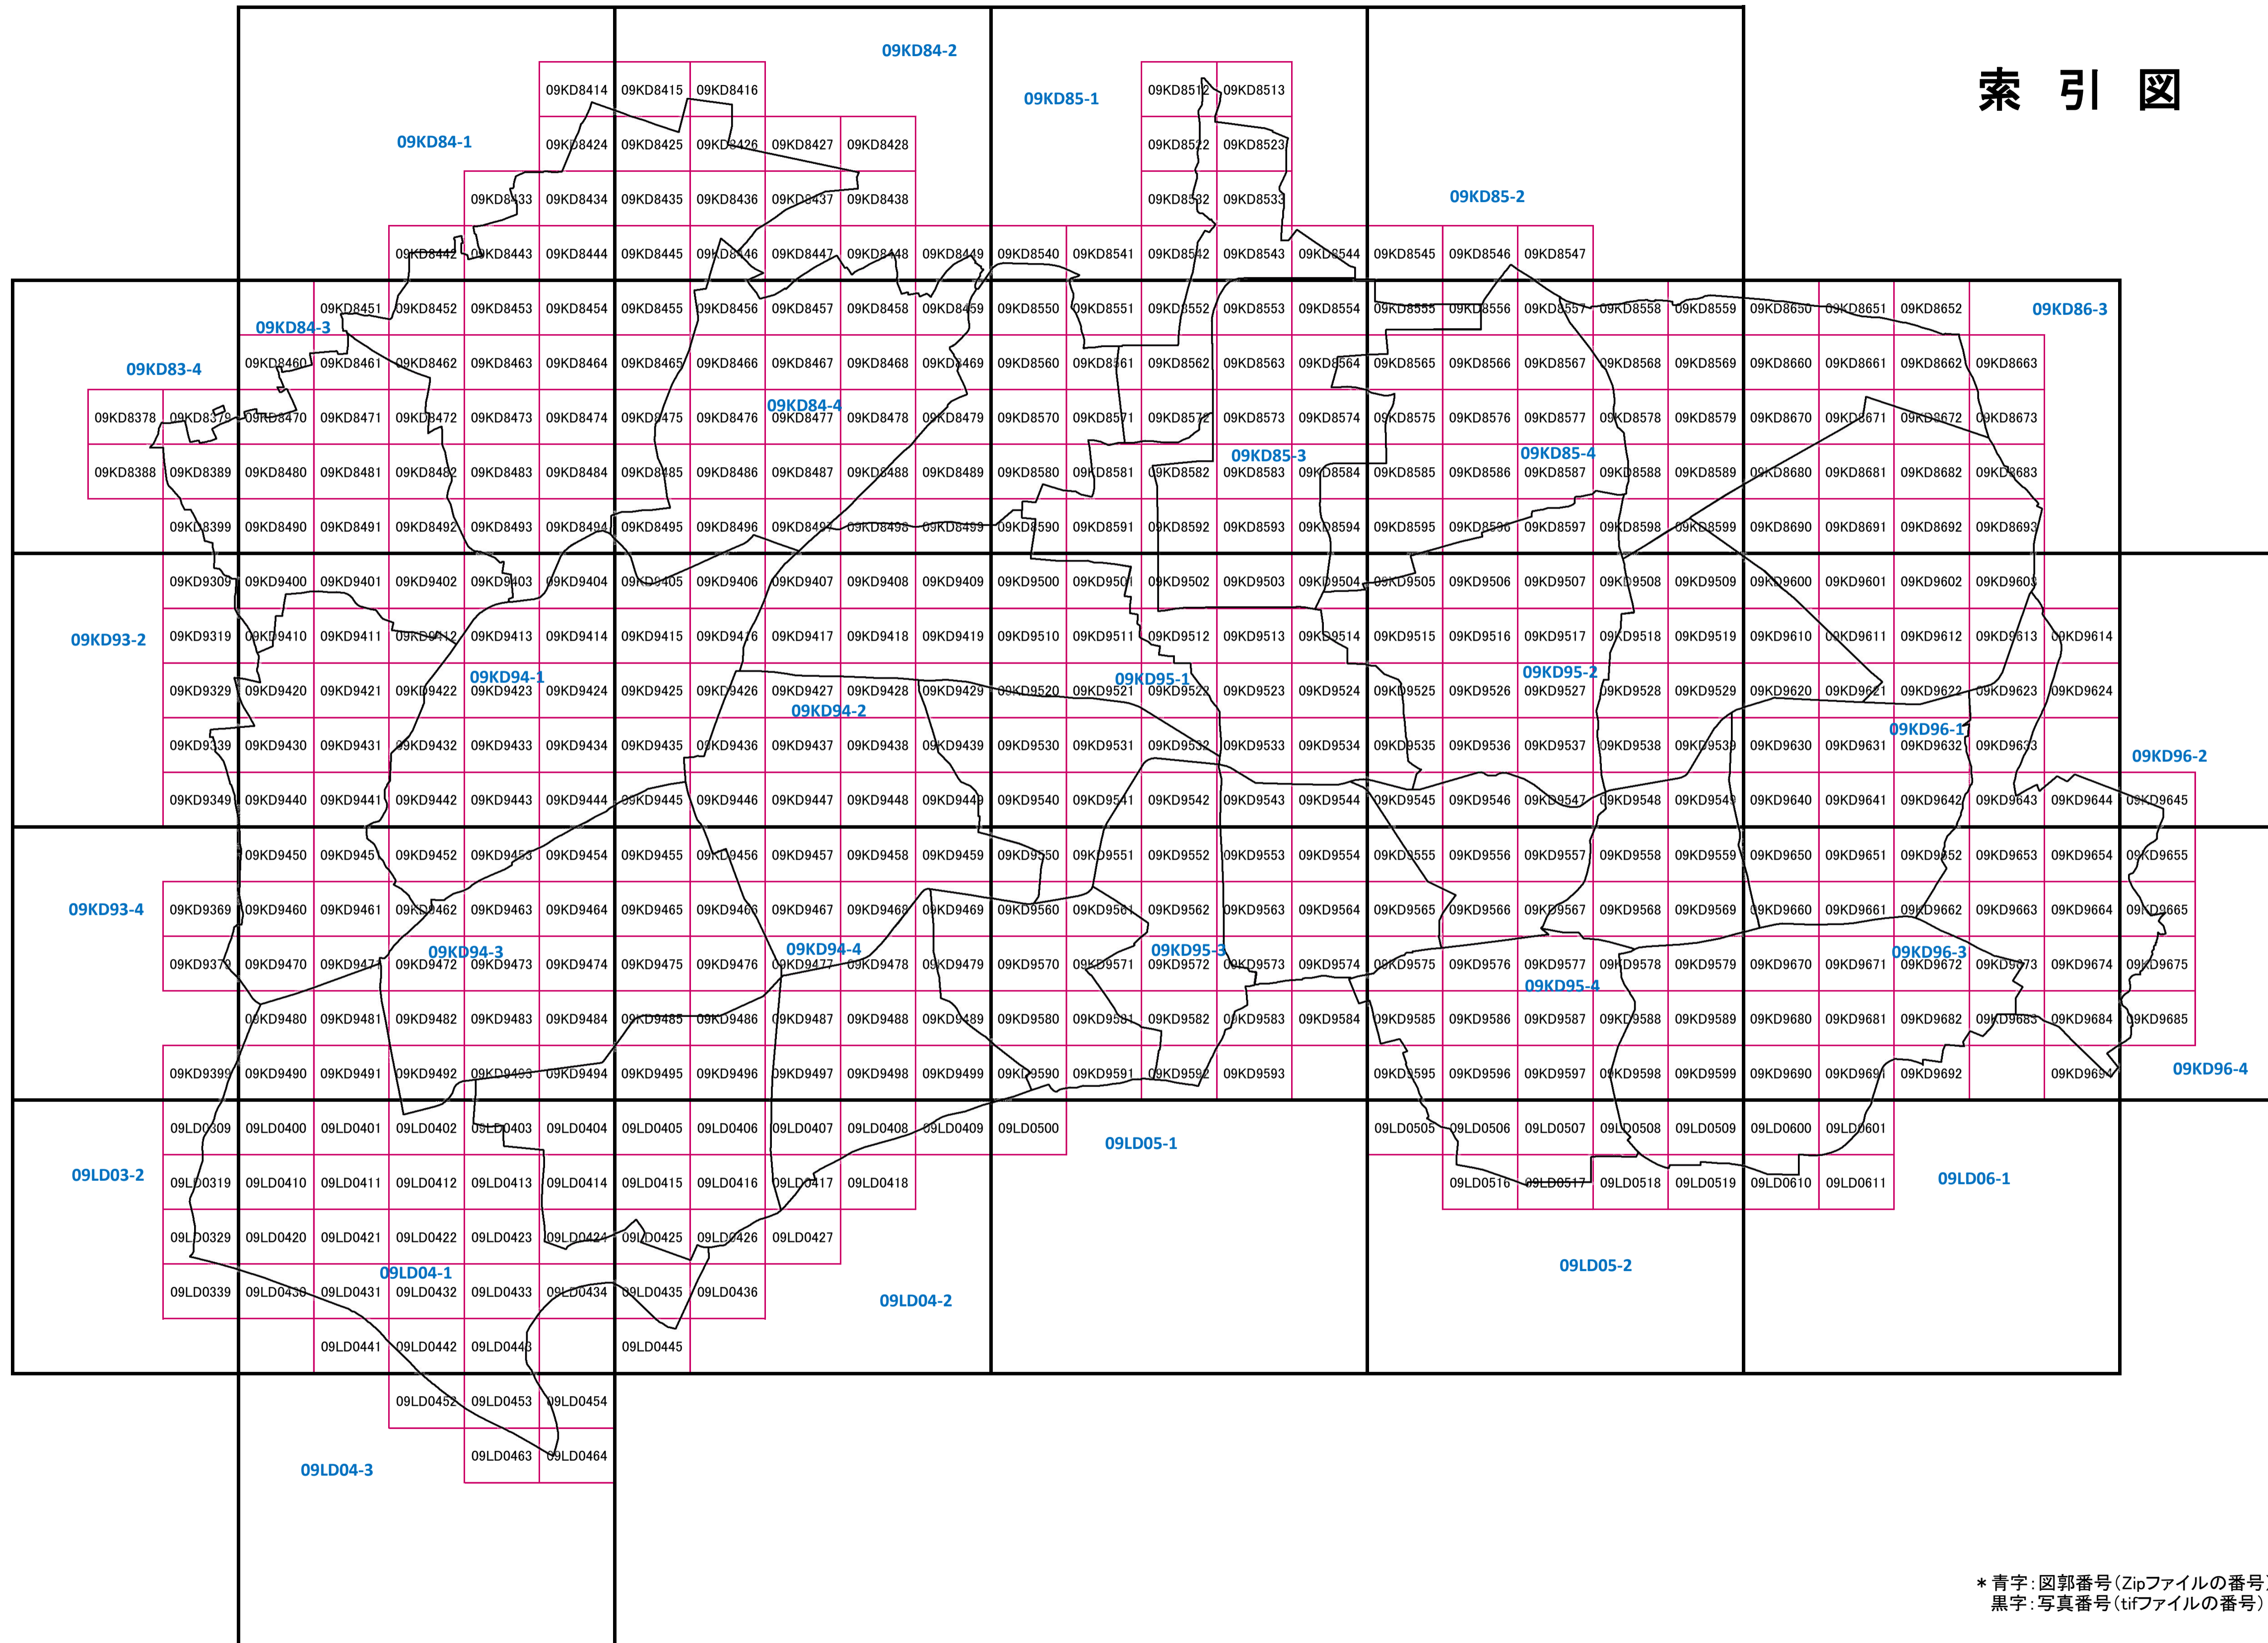 09KD84-2
索 引 図
09KD8414 09KD8415 09KD8416 09KD8512 09KD8513
09KD85-1
09KD84-1
09KD8424 09KD8425 09KD8426 09KD8427 09KD8428 09KD8522 09KD8523
09KD85-2
09KD8433 09KD8434 09KD8435 09KD8436 09KD8437 09KD8438 09KD8532 09KD8533
09KD8442 09KD8443 09KD8444 09KD8445 09KD8446 09KD8447 09KD8448 09KD8449 09KD8540 09KD8541 09KD8542 09KD8543 09KD8544 09KD8545 09KD8546 09KD8547
09KD8451 09KD8452 09KD8453 09KD8454 09KD8455 09KD8456 09KD8457 09KD8458 09KD8459 09KD8550 09KD8551 09KD8552 09KD8553 09KD8554 09KD8555 09KD8556 09KD8557 09KD8558 09KD8559 09KD8650 09KD8651 09KD8652
09KD86-3
09KD84-3
09KD83-4
09KD8460 09KD8461 09KD8462 09KD8463 09KD8464 09KD8465 09KD8466 09KD8467 09KD8468 09KD8469 09KD8560 09KD8561 09KD8562 09KD8563 09KD8564 09KD8565 09KD8566 09KD8567 09KD8568 09KD8569 09KD8660 09KD8661 09KD8662 09KD8663
09KD84-4
09KD8378 09KD8379 09KD8470 09KD8471 09KD8472 09KD8473 09KD8474 09KD8475 09KD8476 09KD8477 09KD8478 09KD8479 09KD8570 09KD8571 09KD8572 09KD8573 09KD8574 09KD8575 09KD8576 09KD8577 09KD8578 09KD8579 09KD8670 09KD8671 09KD8672 09KD8673
09KD85-3 09KD85-4
09KD8388 09KD8389 09KD8480 09KD8481 09KD8482 09KD8483 09KD8484 09KD8485 09KD8486 09KD8487 09KD8488 09KD8489 09KD8580 09KD8581 09KD8582 09KD8583 09KD8584 09KD8585 09KD8586 09KD8587 09KD8588 09KD8589 09KD8680 09KD8681 09KD8682 09KD8683
09KD8399 09KD8490 09KD8491 09KD8492 09KD8493 09KD8494 09KD8495 09KD8496 09KD8497 09KD8498 09KD8499 09KD8590 09KD8591 09KD8592 09KD8593 09KD8594 09KD8595 09KD8596 09KD8597 09KD8598 09KD8599 09KD8690 09KD8691 09KD8692 09KD8693
09KD9309 09KD9400 09KD9401 09KD9402 09KD9403 09KD9404 09KD9405 09KD9406 09KD9407 09KD9408 09KD9409 09KD9500 09KD9501 09KD9502 09KD9503 09KD9504 09KD9505 09KD9506 09KD9507 09KD9508 09KD9509 09KD9600 09KD9601 09KD9602 09KD9603
09KD93-2
09KD9319 09KD9410 09KD9411 09KD9412 09KD9413 09KD9414 09KD9415 09KD9416 09KD9417 09KD9418 09KD9419 09KD9510 09KD9511 09KD9512 09KD9513 09KD9514 09KD9515 09KD9516 09KD9517 09KD9518 09KD9519 09KD9610 09KD9611 09KD9612 09KD9613 09KD9614
09KD94-1 09KD95-1 09KD95-2
09KD9329 09KD9420 09KD9421 09KD9422 09KD9423 09KD9424 09KD9425 09KD9426 09KD9427 09KD9428 09KD9429 09KD9520 09KD9521 09KD9522 09KD9523 09KD9524 09KD9525 09KD9526 09KD9527 09KD9528 09KD9529 09KD9620 09KD9621 09KD9622 09KD9623 09KD9624
09KD94-2
09KD96-1
09KD9339 09KD9430 09KD9431 09KD9432 09KD9433 09KD9434 09KD9435 09KD9436 09KD9437 09KD9438 09KD9439 09KD9530 09KD9531 09KD9532 09KD9533 09KD9534 09KD9535 09KD9536 09KD9537 09KD9538 09KD9539 09KD9630 09KD9631 09KD9632 09KD9633
09KD96-2
09KD9349 09KD9440 09KD9441 09KD9442 09KD9443 09KD9444 09KD9445 09KD9446 09KD9447 09KD9448 09KD9449 09KD9540 09KD9541 09KD9542 09KD9543 09KD9544 09KD9545 09KD9546 09KD9547 09KD9548 09KD9549 09KD9640 09KD9641 09KD9642 09KD9643 09KD9644 09KD9645
09KD9450 09KD9451 09KD9452 09KD9453 09KD9454 09KD9455 09KD9456 09KD9457 09KD9458 09KD9459 09KD9550 09KD9551 09KD9552 09KD9553 09KD9554 09KD9555 09KD9556 09KD9557 09KD9558 09KD9559 09KD9650 09KD9651 09KD9652 09KD9653 09KD9654 09KD9655
09KD93-4
09KD9369 09KD9460 09KD9461 09KD9462 09KD9463 09KD9464 09KD9465 09KD9466 09KD9467 09KD9468 09KD9469 09KD9560 09KD9561 09KD9562 09KD9563 09KD9564 09KD9565 09KD9566 09KD9567 09KD9568 09KD9569 09KD9660 09KD9661 09KD9662 09KD9663 09KD9664 09KD9665
09KD94-3 09KD94-4 09KD95-3 09KD96-3
09KD9379 09KD9470 09KD9471 09KD9472 09KD9473 09KD9474 09KD9475 09KD9476 09KD9477 09KD9478 09KD9479 09KD9570 09KD9571 09KD9572 09KD9573 09KD9574 09KD9575 09KD9576 09KD9577 09KD9578 09KD9579 09KD9670 09KD9671 09KD9672 09KD9673 09KD9674 09KD9675
09KD95-4
09KD9480 09KD9481 09KD9482 09KD9483 09KD9484 09KD9485 09KD9486 09KD9487 09KD9488 09KD9489 09KD9580 09KD9581 09KD9582 09KD9583 09KD9584 09KD9585 09KD9586 09KD9587 09KD9588 09KD9589 09KD9680 09KD9681 09KD9682 09KD9683 09KD9684 09KD9685
09KD9399 09KD9490 09KD9491 09KD9492 09KD9493 09KD9494 09KD9495 09KD9496 09KD9497 09KD9498 09KD9499 09KD9590 09KD9591 09KD9592 09KD9593 09KD9595 09KD9596 09KD9597 09KD9598 09KD9599 09KD9690 09KD9691 09KD9692 09KD9694
09KD96-4
09LD0309 09LD0400 09LD0401 09LD0402 09LD0403 09LD0404 09LD0405 09LD0406 09LD0407 09LD0408 09LD0409 09LD0500 09LD0505 09LD0506 09LD0507 09LD0508 09LD0509 09LD0600 09LD0601
09LD05-1
09LD03-2
09LD0319 09LD0410 09LD0411 09LD0412 09LD0413 09LD0414 09LD0415 09LD0416 09LD0417 09LD0418 09LD0516 09LD0517 09LD0518 09LD0519 09LD0610 09LD0611
09LD06-1
09LD0329 09LD0420 09LD0421 09LD0422 09LD0423 09LD0424 09LD0425 09LD0426 09LD0427
09LD04-1 09LD05-2
09LD0339 09LD0430 09LD0431 09LD0432 09LD0433 09LD0434 09LD0435 09LD0436
09LD04-2
09LD0441 09LD0442 09LD0443 09LD0445
09LD0452 09LD0453 09LD0454
09LD0463 09LD0464
09LD04-3
＊青字：図郭番号（Zipファイルの番号）
黒字：写真番号（tifファイルの番号）